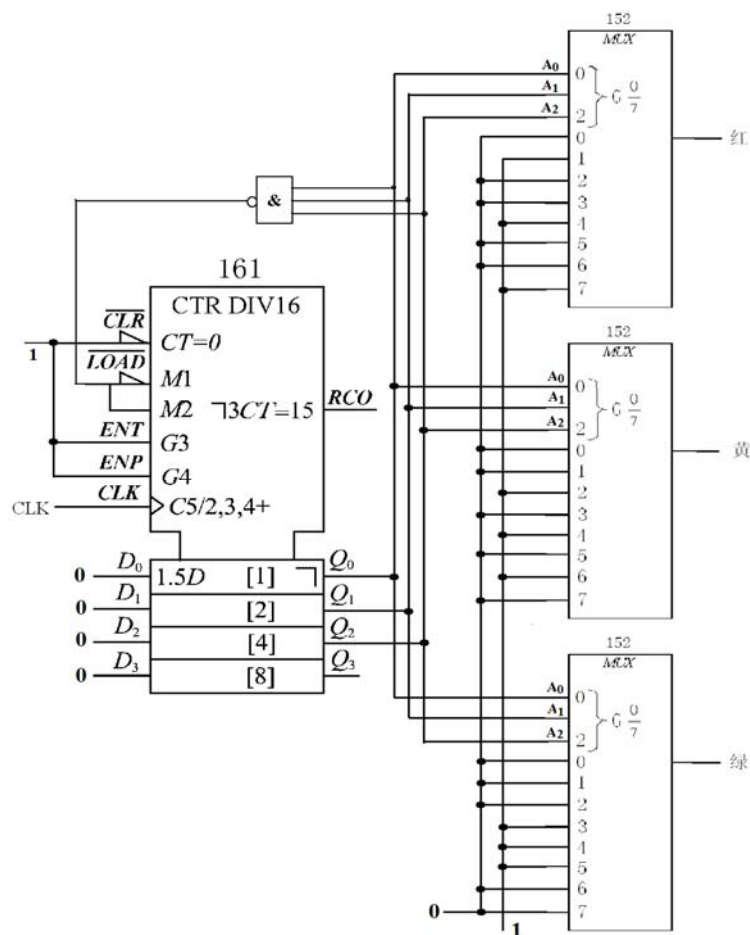 152
MUX
A₀ 0
A₁ } G 0/7
A₂ 2
0
1
2
3
4
5
6
7
红
&
161
CTR DIV16
1 C̅L̅R̅ CT=0
L̅O̅A̅D̅ M1
M2 ¬3CT=15 RCO
ENT G3
ENP G4
CLK CLK C5/2,3,4+
0 D₀ 1.5D [1] ¬ Q₀
0 D₁ [2] Q₁
0 D₂ [4] Q₂
0 D₃ [8] Q₃
152
MUX
A₀ 0
A₁ } G 0/7
A₂ 2
0
1
2
3
4
5
6
7
黄
152
MUX
A₀ 0
A₁ } G 0/7
A₂ 2
0
1
2
3
4
5
6
0 7
1
绿